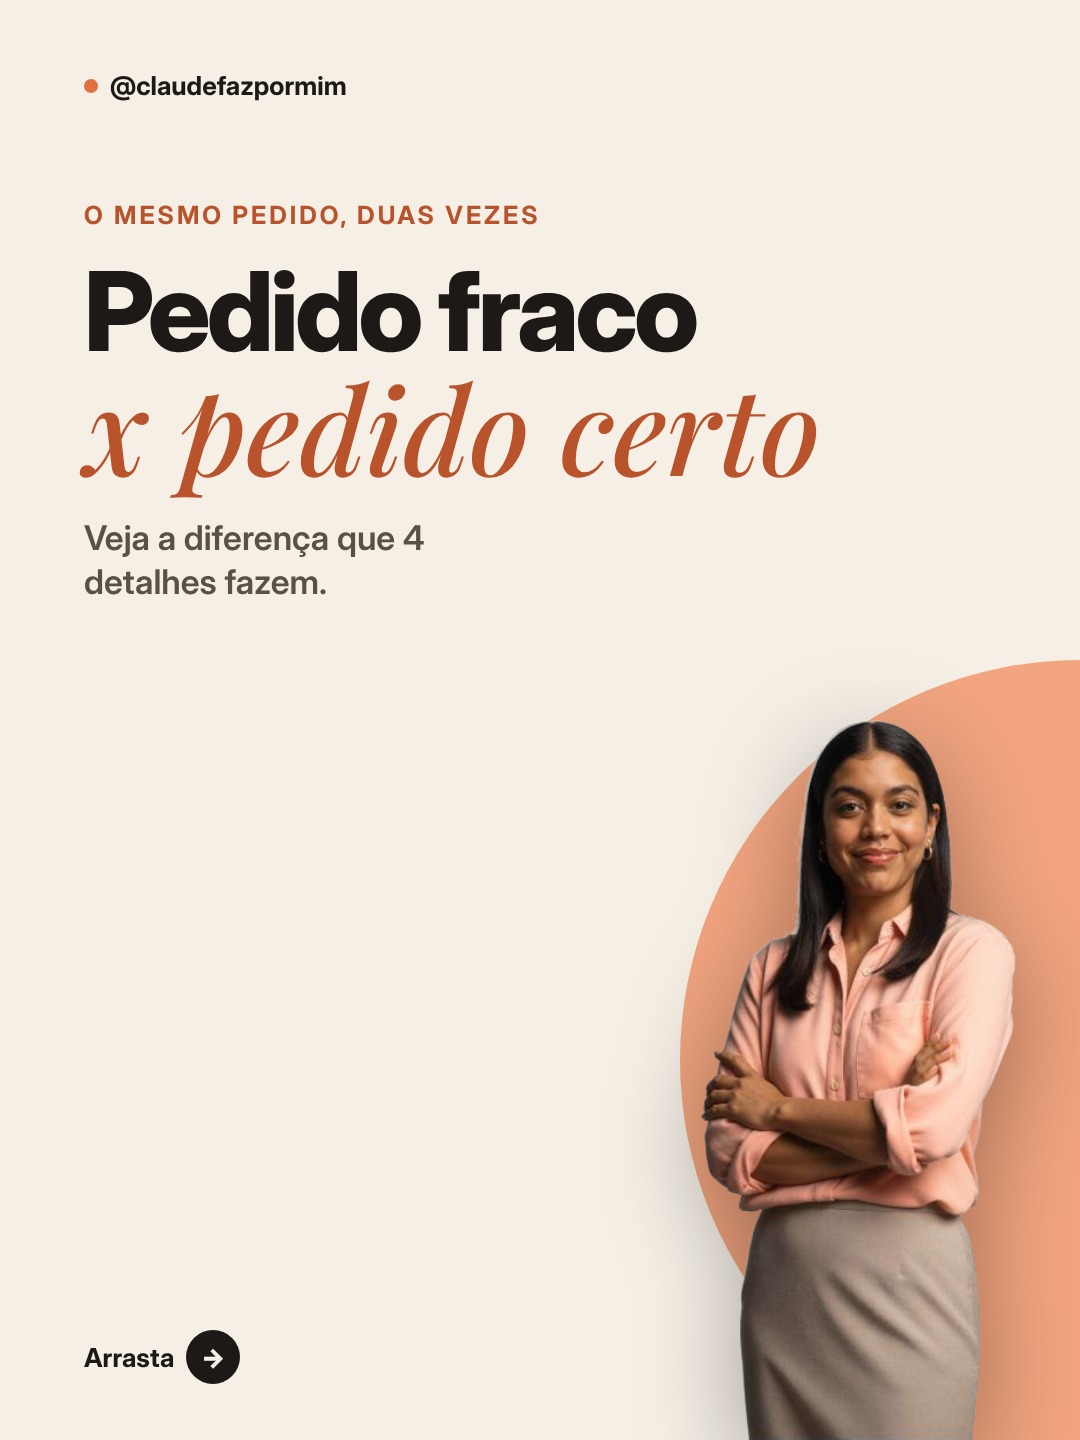 @claudefazpormim
O MESMO PEDIDO, DUAS VEZES
Pedido fraco
x pedido certo
Veja a diferença que 4
detalhes fazem.
Arrasta